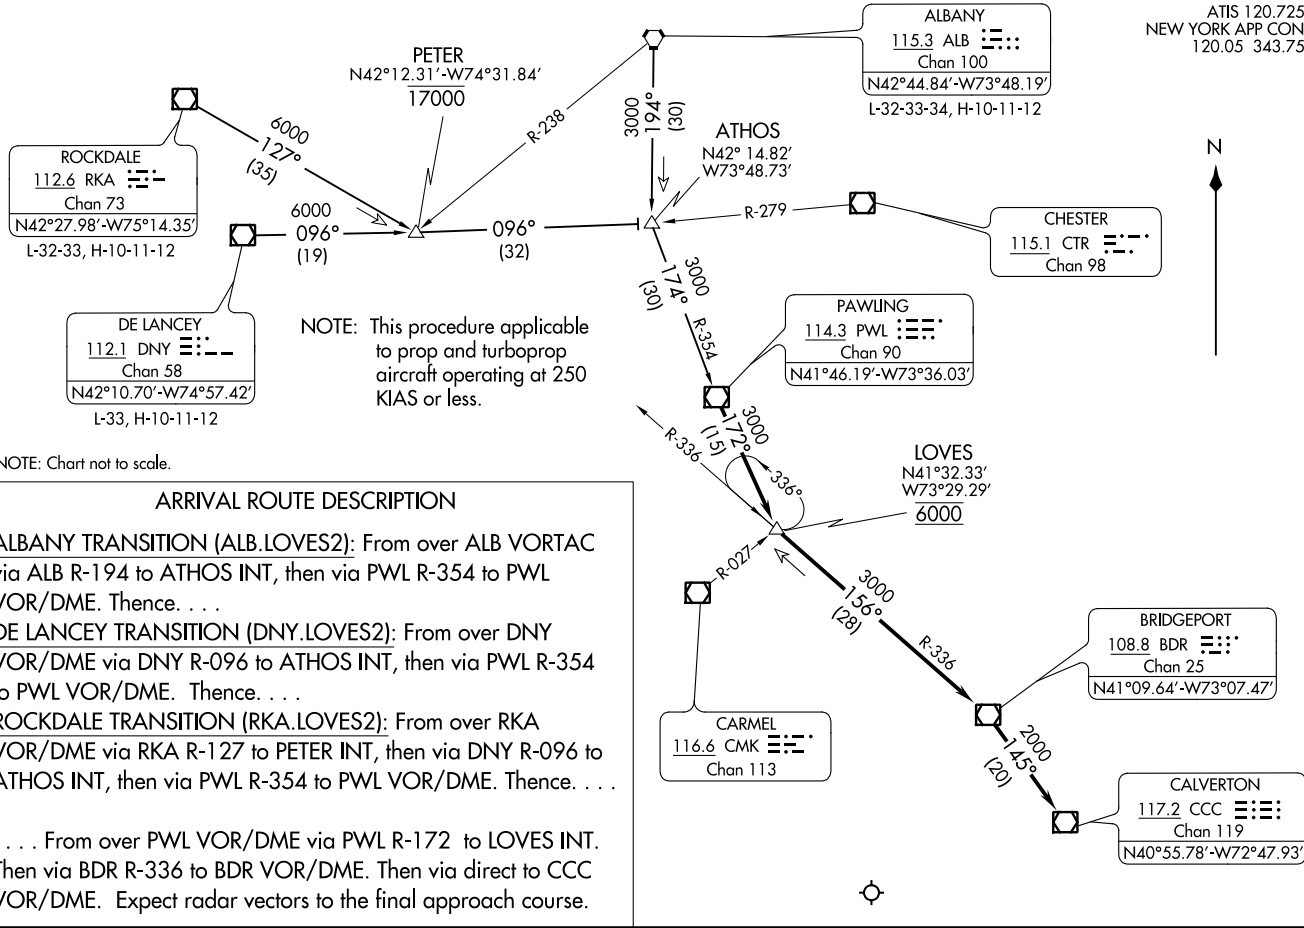 ATIS 120.725
NEW YORK APP CON
120.05 343.75
ALBANY
115.3 ALB
Chan 100
N42°44.84'-W73°48.19'
L-32-33-34, H-10-11-12
PETER
N42°12.31'-W74°31.84'
17000
ROCKDALE
112.6 RKA
Chan 73
N42°27.98'-W75°14.35'
L-32-33, H-10-11-12
6000
127°
(35)
R-238
3000
194°
(30)
ATHOS
N42° 14.82'
W73°48.73'
N
R-279
CHESTER
115.1 CTR
Chan 98
6000
096°
(19)
096°
(32)
DE LANCEY
112.1 DNY
Chan 58
N42°10.70'-W74°57.42'
L-33, H-10-11-12
NOTE: This procedure applicable
to prop and turboprop
aircraft operating at 250
KIAS or less.
3000
174°
(30)
R-354
PAWLING
114.3 PWL
Chan 90
N41°46.19'-W73°36.03'
3000
172°
(15)
R-336
336°
LOVES
N41°32.33'
W73°29.29'
6000
R-027
CARMEL
116.6 CMK
Chan 113
3000
156°
(28)
R-336
BRIDGEPORT
108.8 BDR
Chan 25
N41°09.64'-W73°07.47'
2000
145°
(20)
CALVERTON
117.2 CCC
Chan 119
N40°55.78'-W72°47.93'
NOTE: Chart not to scale.
ARRIVAL ROUTE DESCRIPTION
ALBANY TRANSITION (ALB.LOVES2): From over ALB VORTAC
via ALB R-194 to ATHOS INT, then via PWL R-354 to PWL
VOR/DME. Thence. . . .
DE LANCEY TRANSITION (DNY.LOVES2): From over DNY
VOR/DME via DNY R-096 to ATHOS INT, then via PWL R-354
to PWL VOR/DME. Thence. . . .
ROCKDALE TRANSITION (RKA.LOVES2): From over RKA
VOR/DME via RKA R-127 to PETER INT, then via DNY R-096 to
ATHOS INT, then via PWL R-354 to PWL VOR/DME. Thence. . . .
. . . . From over PWL VOR/DME via PWL R-172 to LOVES INT.
Then via BDR R-336 to BDR VOR/DME. Then via direct to CCC
VOR/DME. Expect radar vectors to the final approach course.